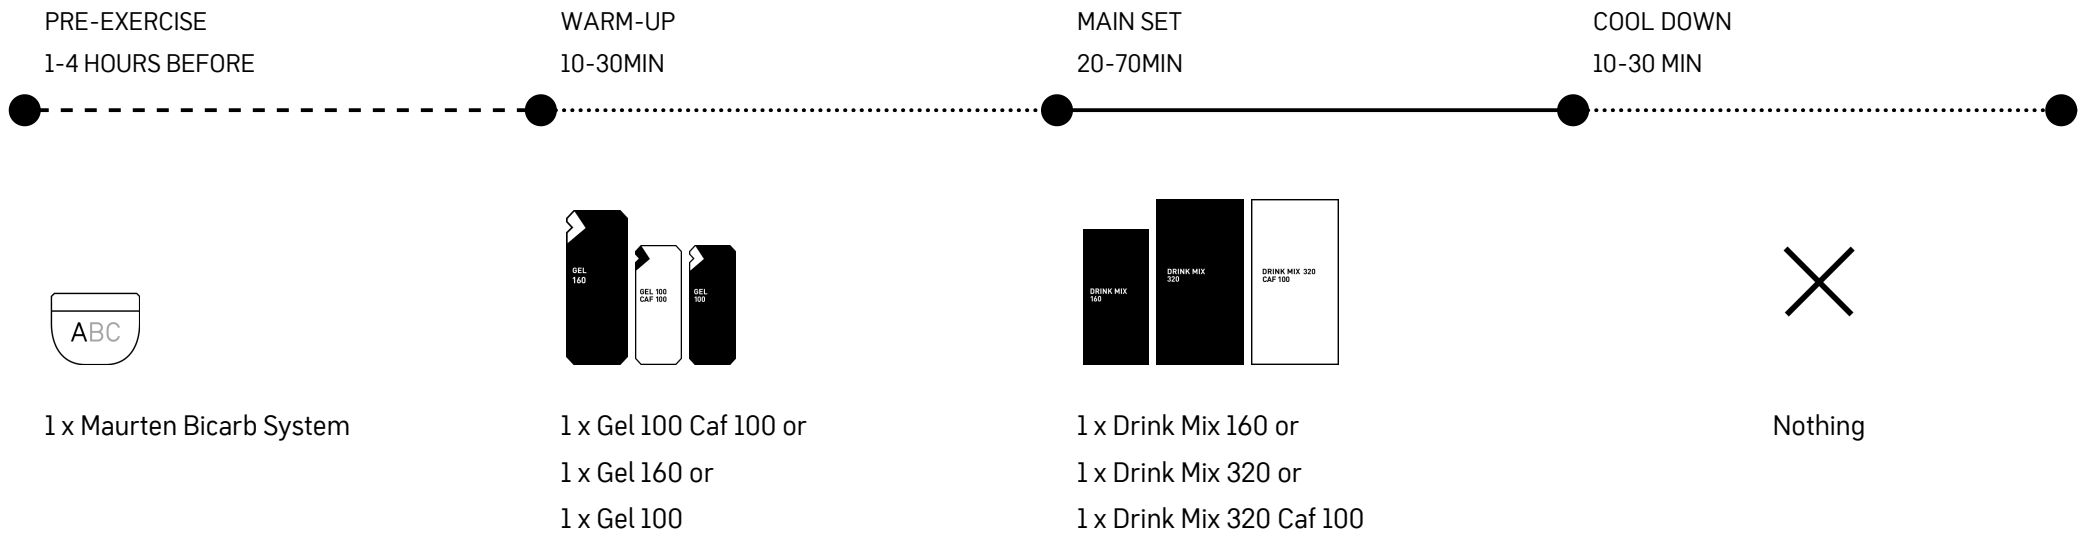 PRE-EXERCISE
1-4 HOURS BEFORE
WARM-UP
10-30MIN
MAIN SET
20-70MIN
COOL DOWN
10-30 MIN
ABC
GEL
160
GEL 100
CAF 100
GEL
100
DRINK MIX
160
DRINK MIX
320
DRINK MIX 320
CAF 100
1 x Maurten Bicarb System
1 x Gel 100 Caf 100 or
1 x Gel 160 or
1 x Gel 100
1 x Drink Mix 160 or
1 x Drink Mix 320 or
1 x Drink Mix 320 Caf 100
Nothing